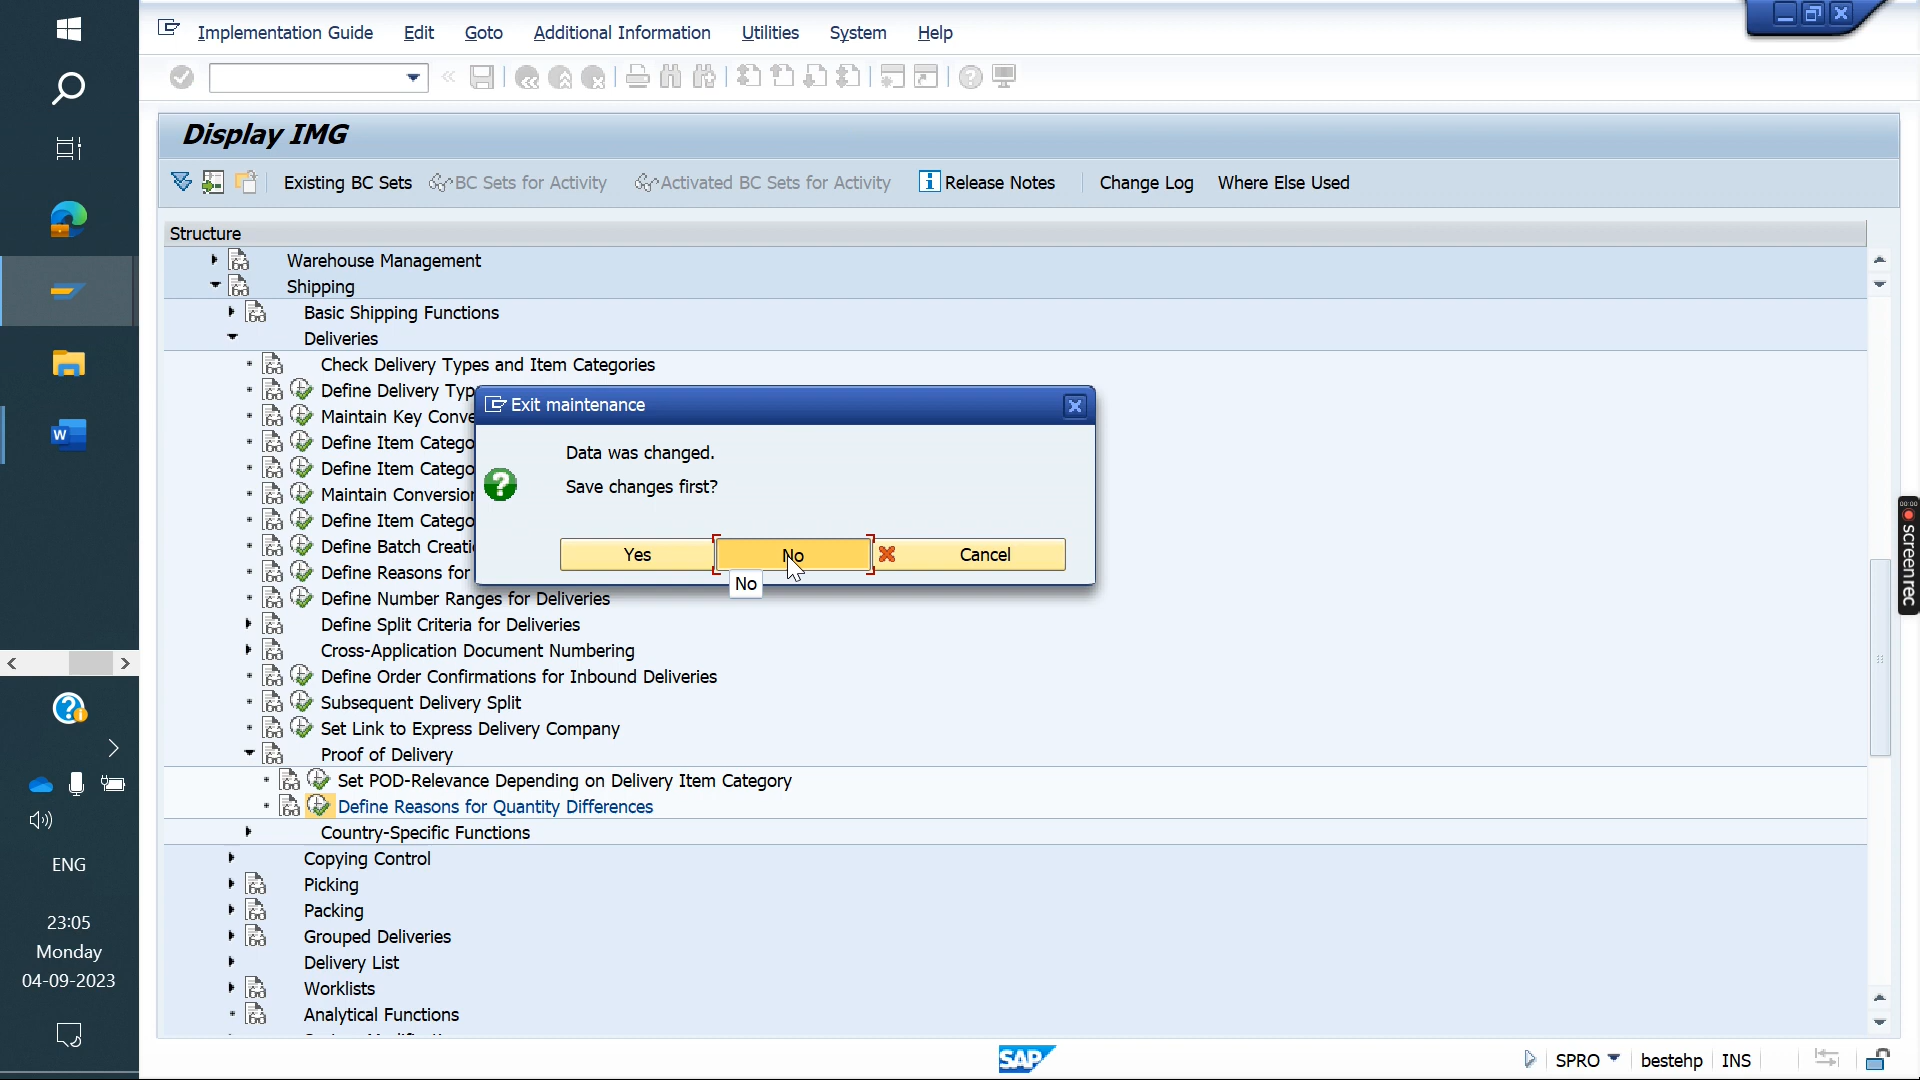 Implementation Guide Edit Goto Additional Information Utilities System Help
Display IMG
Existing BC Sets BC Sets for Activity Activated BC Sets for Activity Release Notes Change Log Where Else Used
Structure
Warehouse Management
Shipping
Basic Shipping Functions
Deliveries
Check Delivery Types and Item Categories
Define Delivery Typ
Maintain Key Conve
Define Item Catego
Define Item Catego
Maintain Conversion
Define Item Catego
Define Batch Creati
Define Reasons for
Define Number Ranges for Deliveries
Define Split Criteria for Deliveries
Cross-Application Document Numbering
Define Order Confirmations for Inbound Deliveries
Subsequent Delivery Split
Set Link to Express Delivery Company
Proof of Delivery
Set POD-Relevance Depending on Delivery Item Category
Define Reasons for Quantity Differences
Country-Specific Functions
Copying Control
Picking
Packing
Grouped Deliveries
Delivery List
Worklists
Analytical Functions
Exit maintenance
Data was changed.
Save changes first?
Yes No Cancel
No
SAP
SPRO bestehp INS
W
ENG
23:05
Monday
04-09-2023
00:00
screenrec